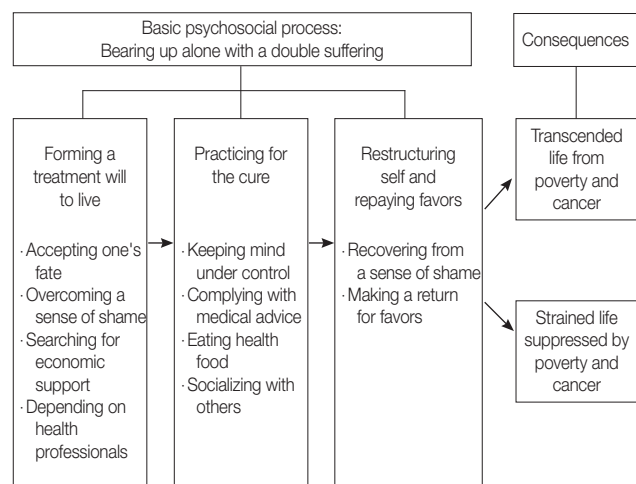 Basic psychosocial process:
Bearing up alone with a double suffering
Consequences
Forming a
treatment will
to live
· Accepting one's
fate
· Overcoming a
sense of shame
· Searching for
economic
support
· Depending on
health
professionals
Practicing for
the cure
· Keeping mind
under control
· Complying with
medical advice
· Eating health
food
· Socializing with
others
Restructuring
self and
repaying favors
· Recovering from
a sense of shame
· Making a return
for favors
Transcended
life from
poverty and
cancer
Strained life
suppressed by
poverty and
cancer